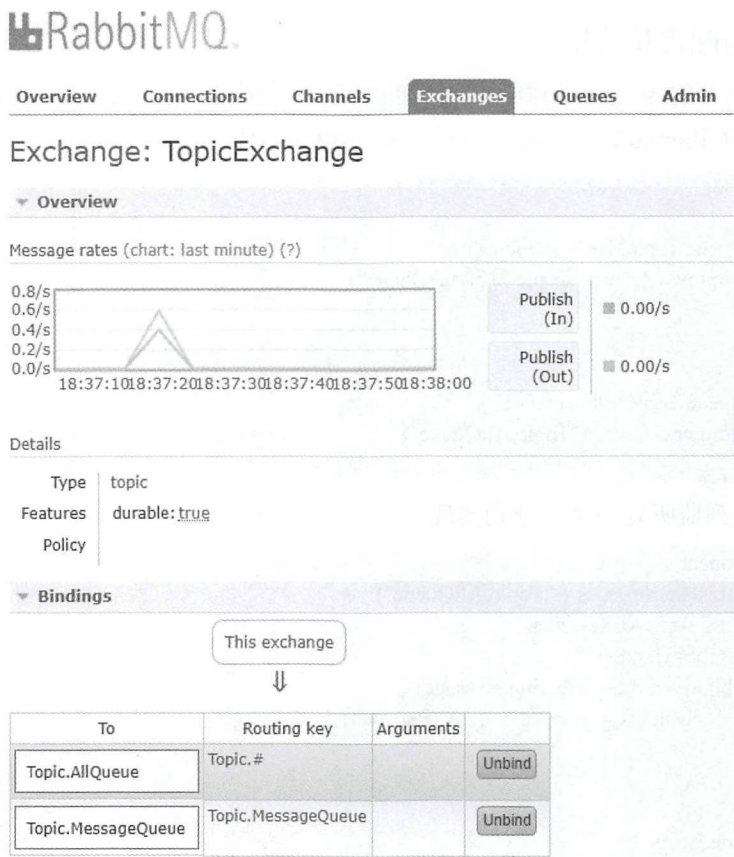 RabbitMQ
Overview Connections Channels Exchanges Queues Admin
Exchange: TopicExchange
Overview
Message rates (chart: last minute) (?)
0.8/s
0.6/s
0.4/s
0.2/s
0.0/s
18:37:10 18:37:20 18:37:30 18:37:40 18:37:50 18:38:00
Publish (In) 0.00/s
Publish (Out) 0.00/s
Details
Type topic
Features durable: true
Policy
Bindings
This exchange
⇓
To Routing key Arguments
Topic.AllQueue Topic.# Unbind
Topic.MessageQueue Topic.MessageQueue Unbind